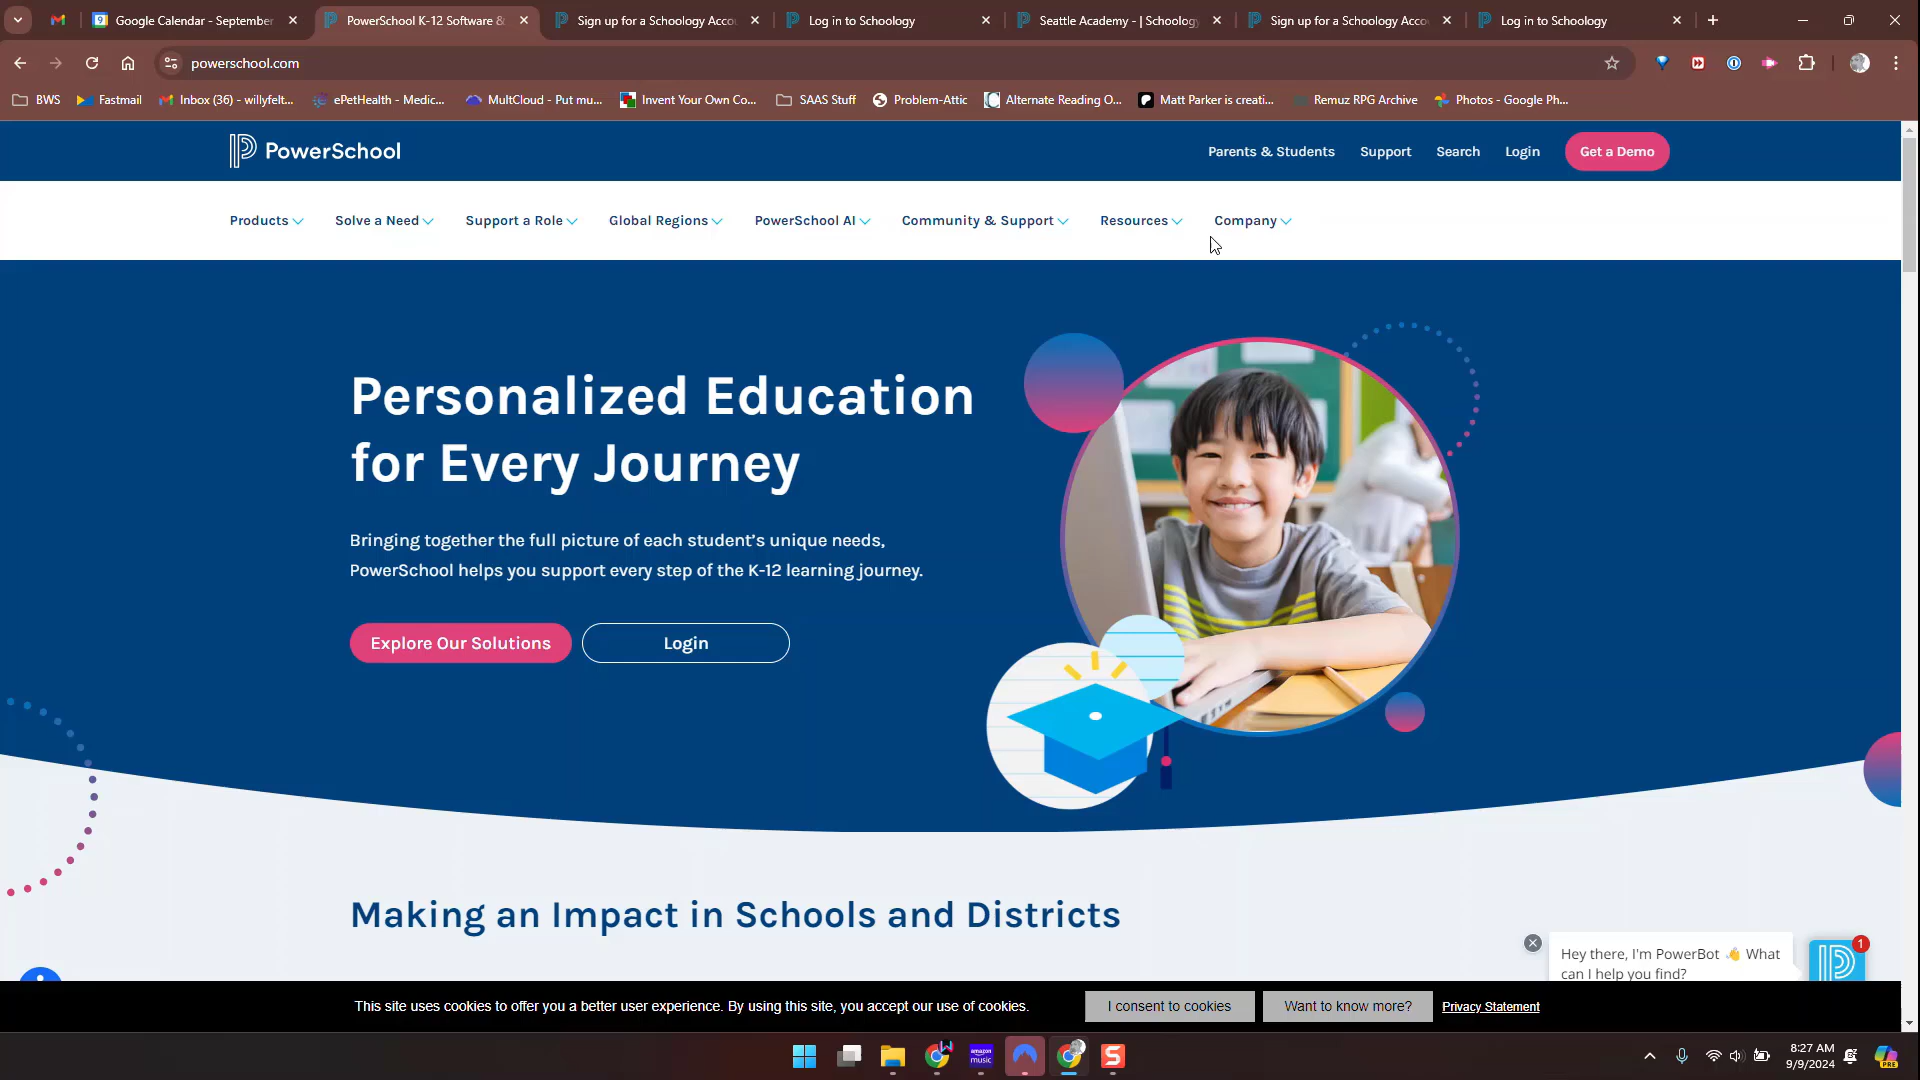 Google Calendar - September
PowerSchool K-12 Software &
Sign up for a Schoology Acco
Log in to Schoology
Seattle Academy - | Schoology
Sign up for a Schoology Acco
Log in to Schoology
powerschool.com
BWS
Fastmail
Inbox (36) - willyfelt...
ePetHealth - Medic...
MultCloud - Put mu...
Invent Your Own Co...
SAAS Stuff
Problem-Attic
Alternate Reading O...
Matt Parker is creati...
Remuz RPG Archive
Photos - Google Ph...
PowerSchool
Parents & Students
Support
Search
Login
Get a Demo
Products
Solve a Need
Support a Role
Global Regions
PowerSchool AI
Community & Support
Resources
Company
Personalized Education
for Every Journey
Bringing together the full picture of each student's unique needs,
PowerSchool helps you support every step of the K-12 learning journey.
Explore Our Solutions
Login
Making an Impact in Schools and Districts
Hey there, I'm PowerBot 👋 What
can I help you find?
1
This site uses cookies to offer you a better user experience. By using this site, you accept our use of cookies.
I consent to cookies
Want to know more?
Privacy Statement
amazon
music
8:27 AM
9/9/2024
PRE